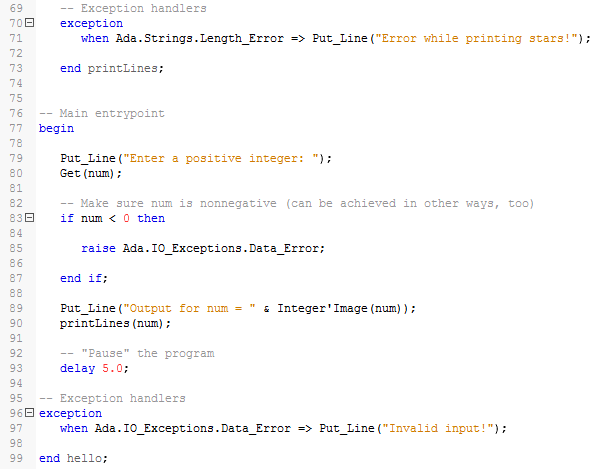 69 -- Exception handlers
70 exception
71 when Ada.Strings.Length_Error => Put_Line("Error while printing stars!");
72
73 end printLines;
74
75
76 -- Main entrypoint
77 begin
78
79 Put_Line("Enter a positive integer: ");
80 Get(num);
81
82 -- Make sure num is nonnegative (can be achieved in other ways, too)
83 if num < 0 then
84
85 raise Ada.IO_Exceptions.Data_Error;
86
87 end if;
88
89 Put_Line("Output for num = " & Integer'Image(num));
90 printLines(num);
91
92 -- "Pause" the program
93 delay 5.0;
94
95 -- Exception handlers
96 exception
97 when Ada.IO_Exceptions.Data_Error => Put_Line("Invalid input!");
98
99 end hello;